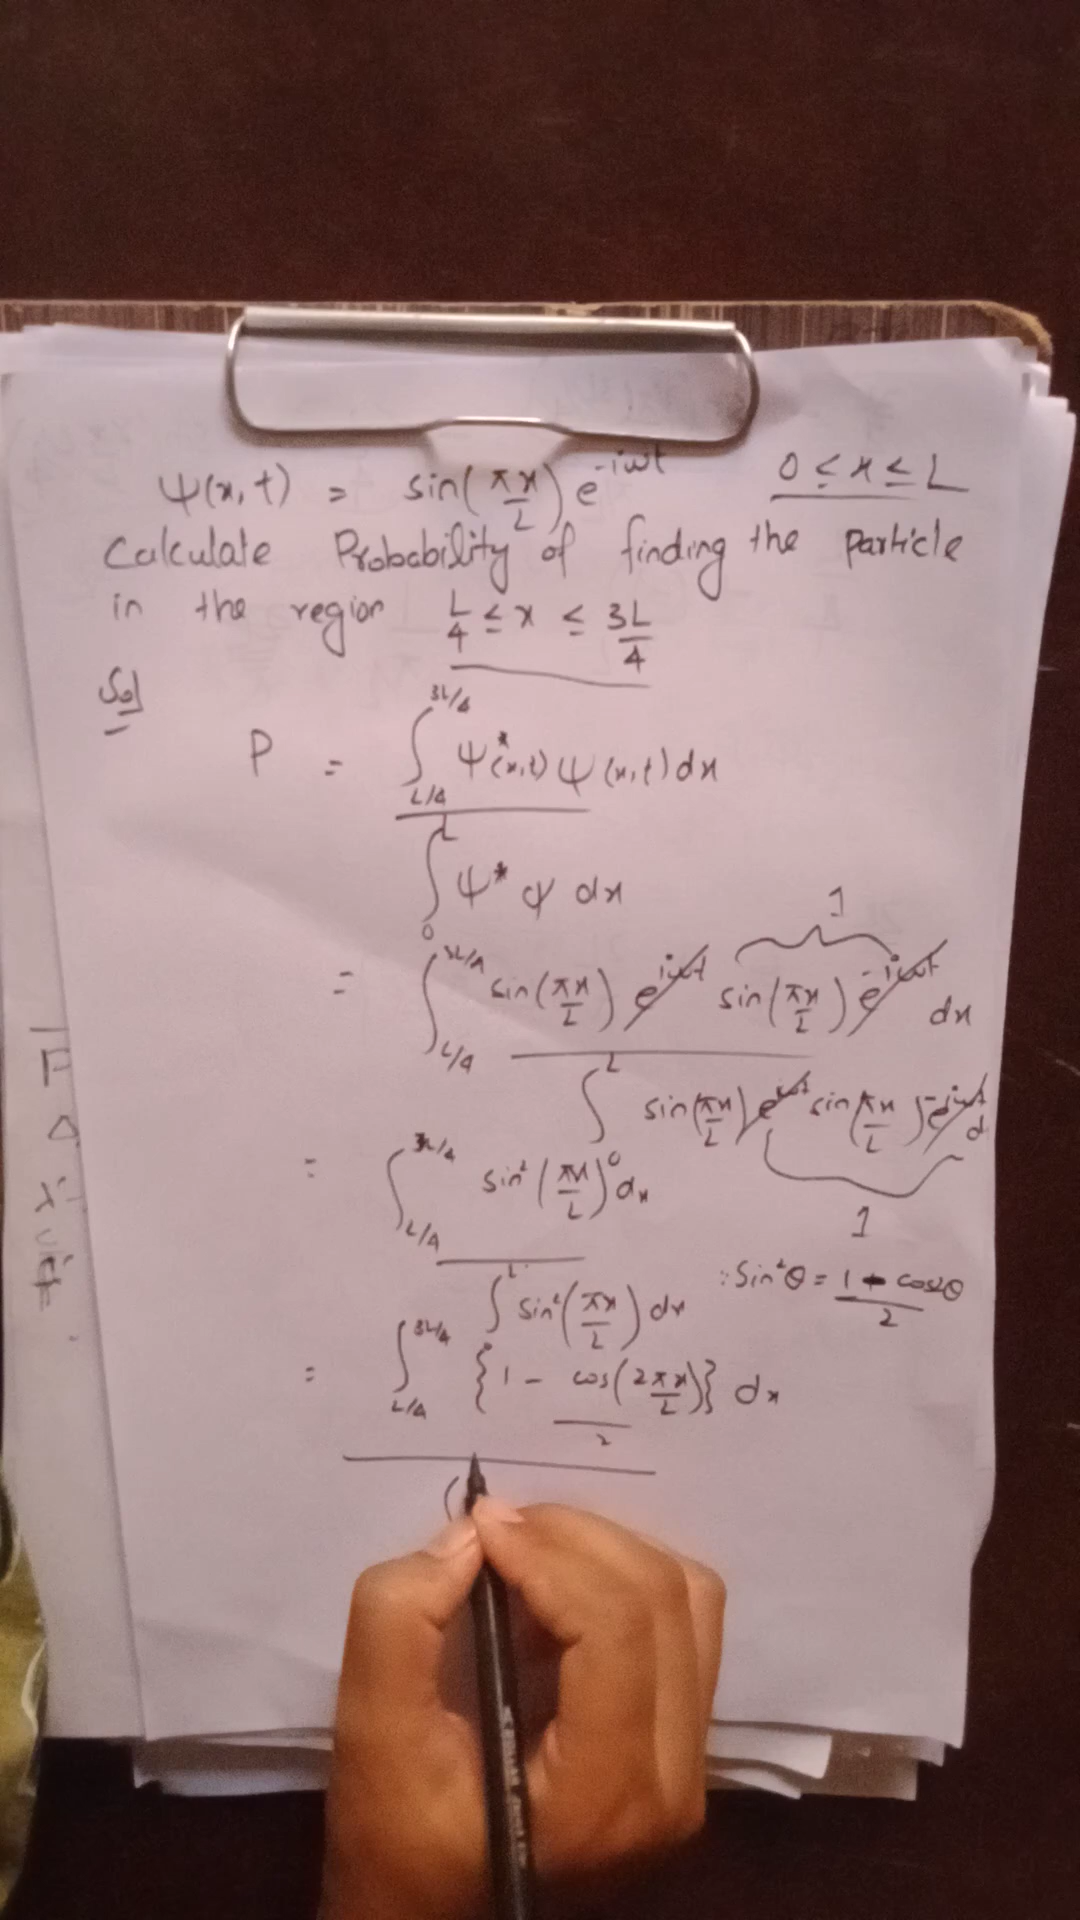 ψ(x, t) = sin(πx/L) e^-iωt 0 ≤ x ≤ L
Calculate Probability of finding the particle
in the region L/4 ≤ x ≤ 3L/4
Sol
P = ∫_{L/4}^{3L/4} ψ*(x,t) ψ(x,t) dx
∫_0^L ψ* ψ dx
1
= ∫_{L/4}^{3L/4} sin(πx/L) e^iωt sin(πx/L) e^-iωt dx
∫_0^L sin(πx/L) e^iωt sin(πx/L) e^-iωt d
1
= ∫_{L/4}^{3L/4} sin²(πx/L) dx
∫^L sin²(πx/L) dx
∵ sin²θ = 1 - cos2θ / 2
= ∫_{L/4}^{3L/4} {1 - cos(2πx/L)} dx
2